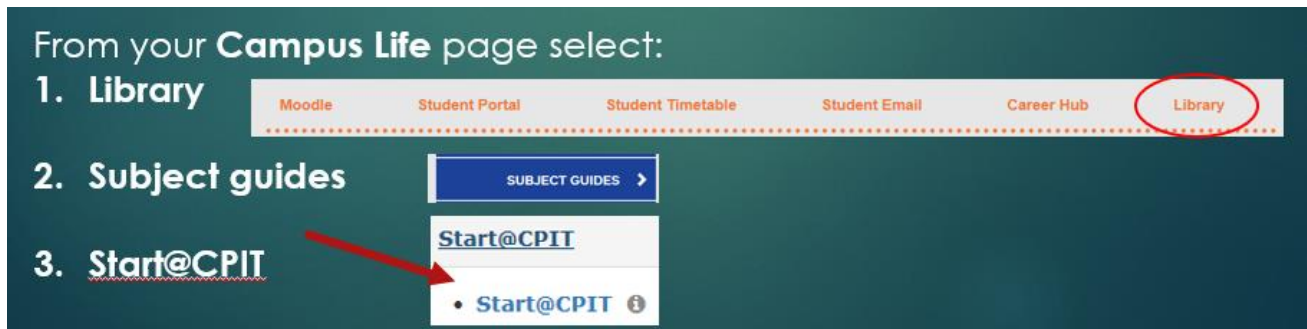 From your Campus Life page select:
1. Library
Moodle Student Portal Student Timetable Student Email Career Hub Library
2. Subject guides
SUBJECT GUIDES
3. Start@CPIT
Start@CPIT
• Start@CPIT